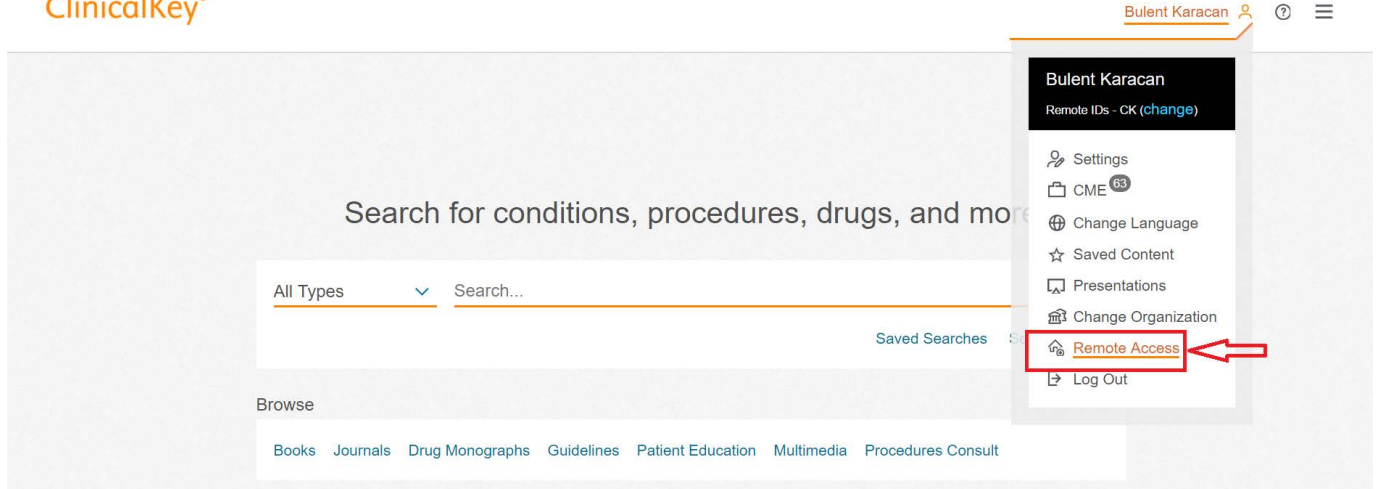 ClinicalKey
Bulent Karacan
Bulent Karacan
Remote IDs - CK (change)
Settings
CME 63
Change Language
Saved Content
Presentations
Change Organization
Remote Access
Log Out
Search for conditions, procedures, drugs, and more
All Types Search...
Saved Searches
Browse
Books Journals Drug Monographs Guidelines Patient Education Multimedia Procedures Consult